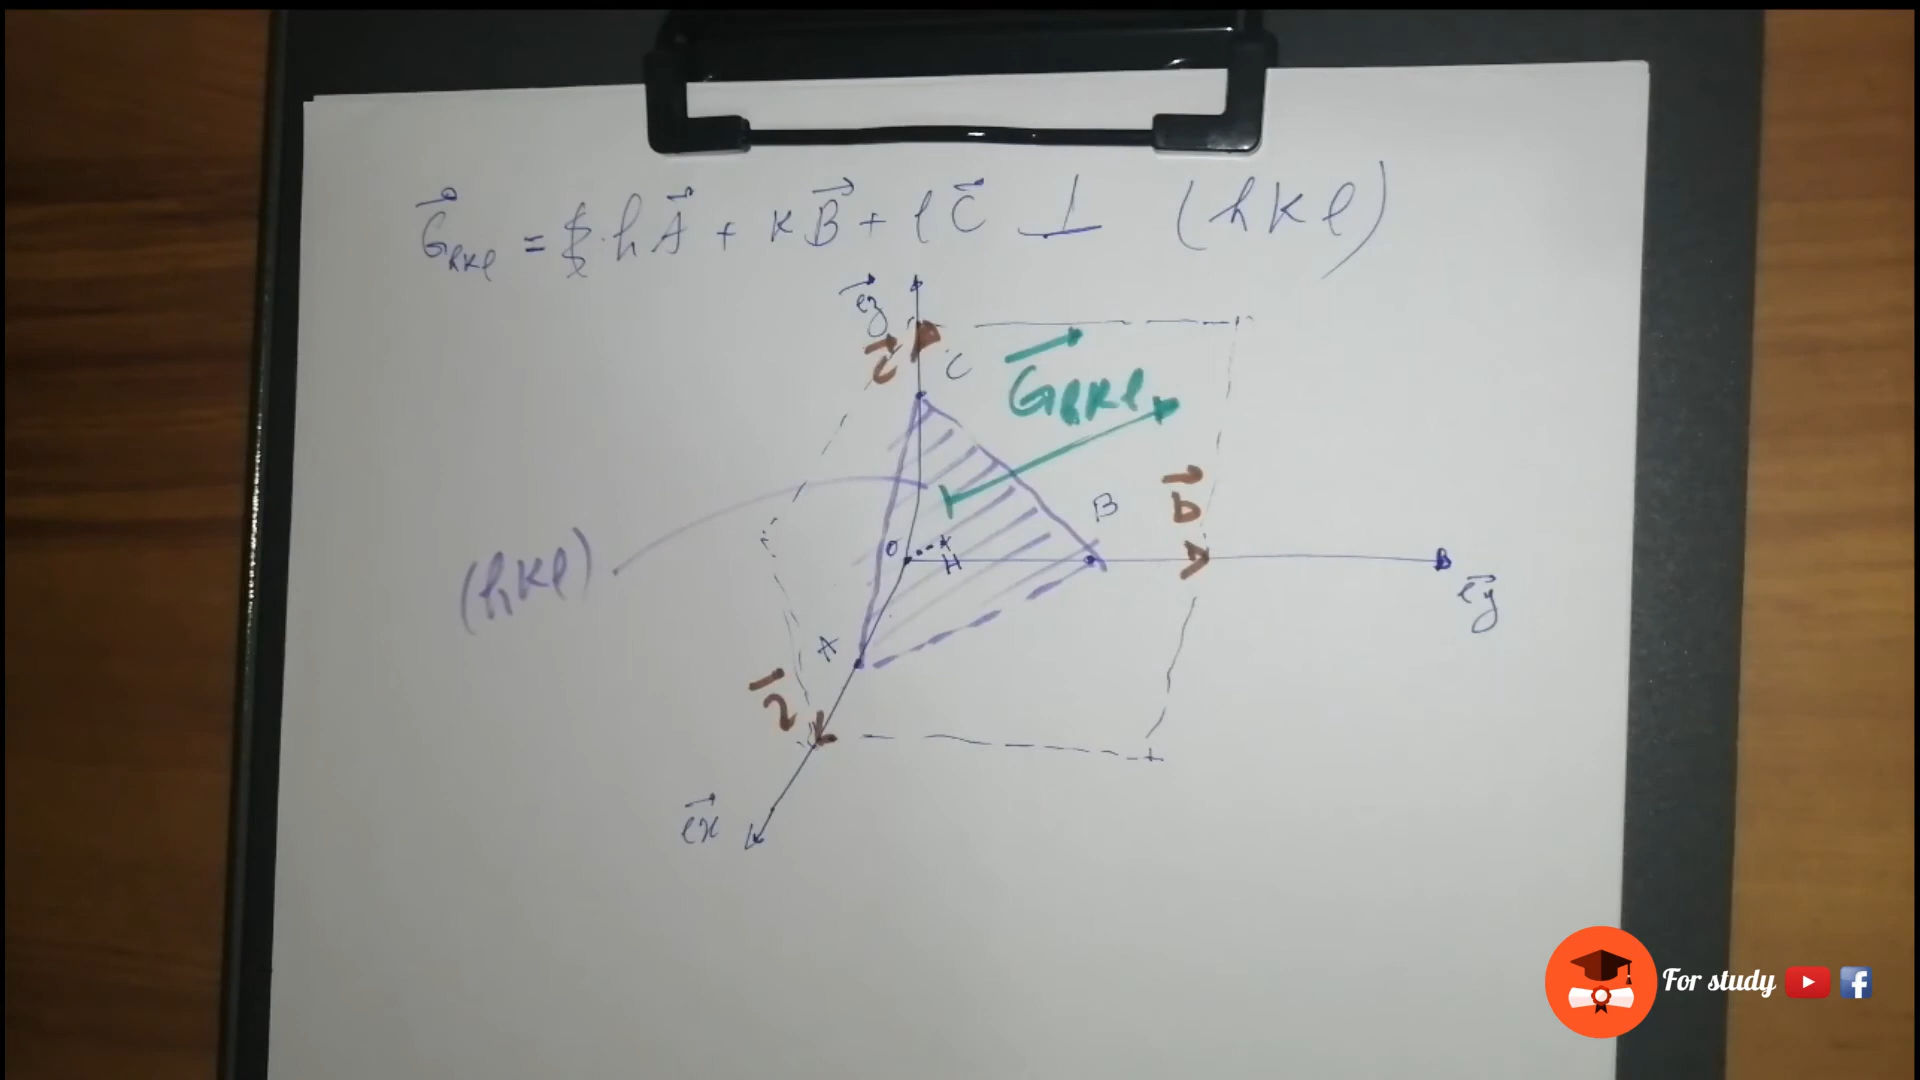 G⃗hkl = h A⃗ + k B⃗ + l C⃗ ⊥ (hkl)
e⃗z
c⃗
C
G⃗hkl
b⃗
B
O
H
(hkl)
e⃗y
A
a⃗
e⃗x
For study